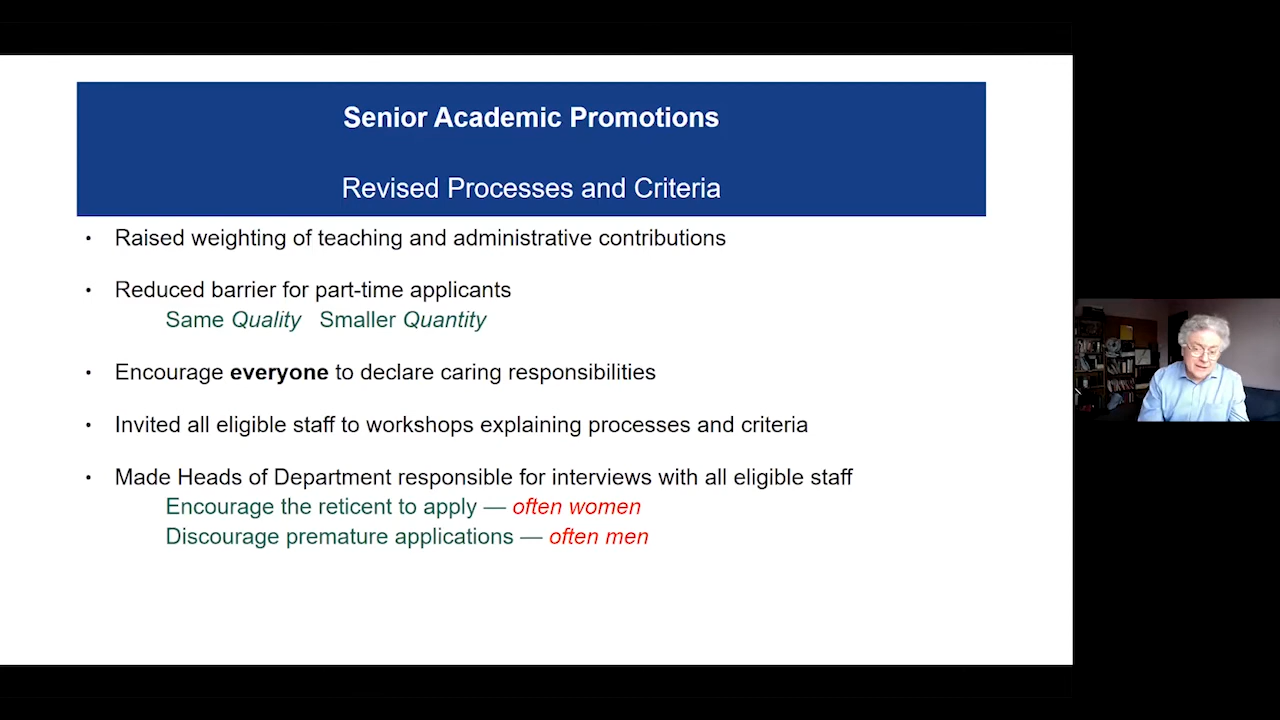 Senior Academic Promotions
Revised Processes and Criteria
• Raised weighting of teaching and administrative contributions
• Reduced barrier for part-time applicants
Same Quality Smaller Quantity
• Encourage everyone to declare caring responsibilities
• Invited all eligible staff to workshops explaining processes and criteria
• Made Heads of Department responsible for interviews with all eligible staff
Encourage the reticent to apply — often women
Discourage premature applications — often men